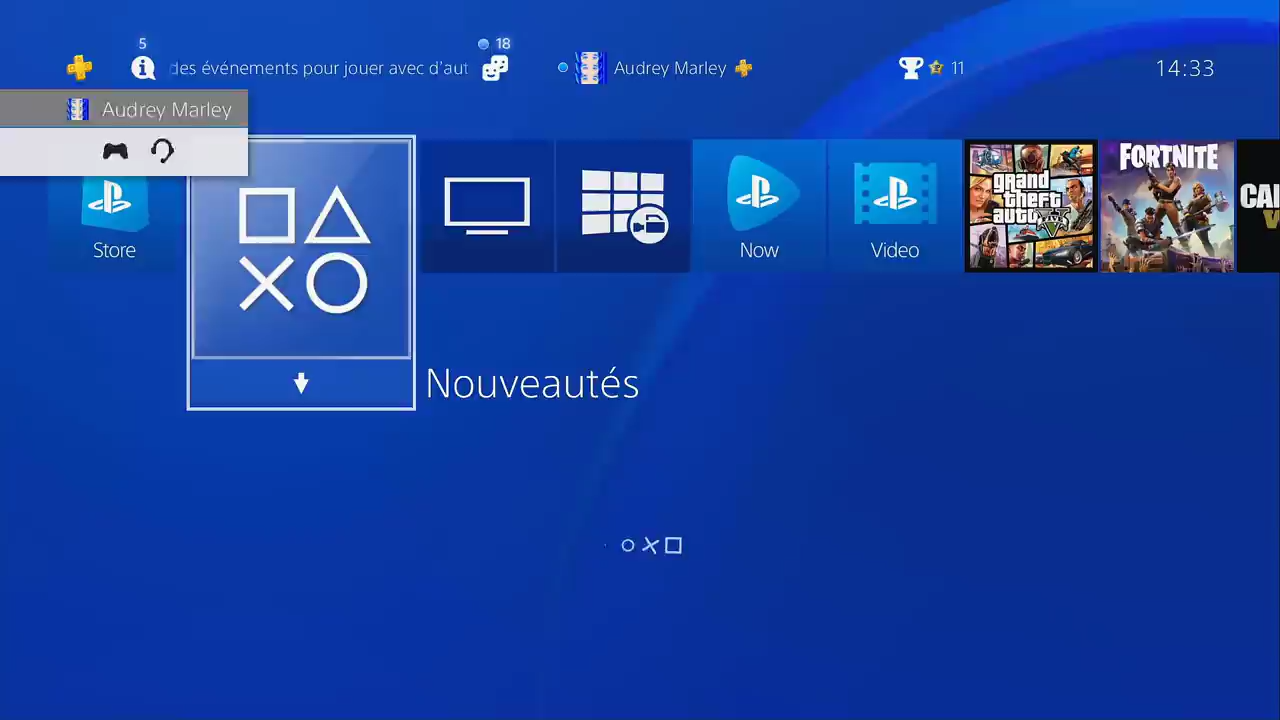 5
18
des événements pour jouer avec d'aut
Audrey Marley
11
14:33
Audrey Marley
Store
Now
Video
grand
theft
auto
V
FORTNITE
CAL
Nouveautés